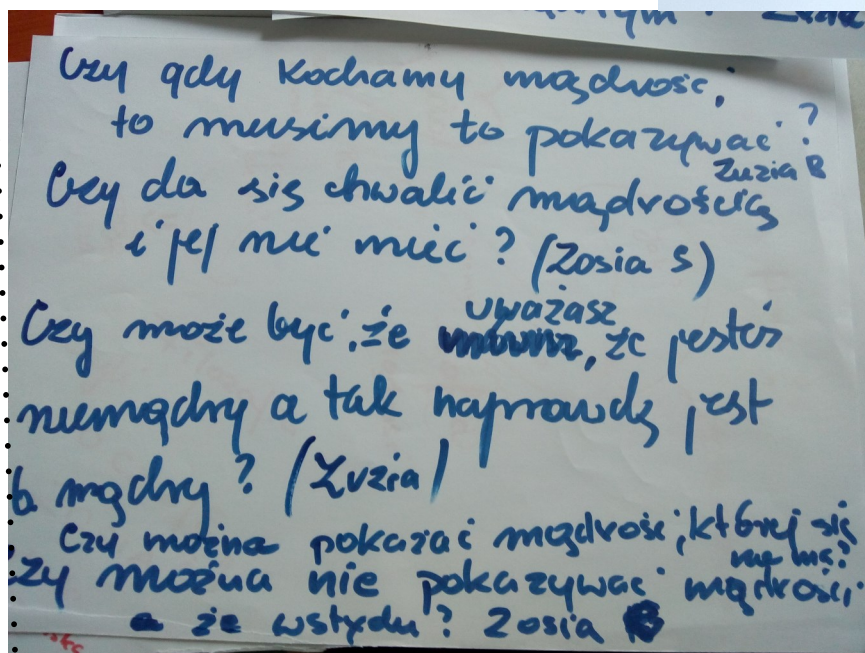 Czy gdy kochamy mądrość,
to musimy to pokazywać?
Zuzia B
Czy da się chwalić mądrością
i jej nie mieć? (Zosia S)
uważasz
Czy może być, że, że jesteś
niemądry a tak naprawdę jest
b mądry? (Zuzia)
Czy można pokazać mądrość, której się
nie ma?
Czy można nie pokazywać mądrości
ze wstydu? Zosia